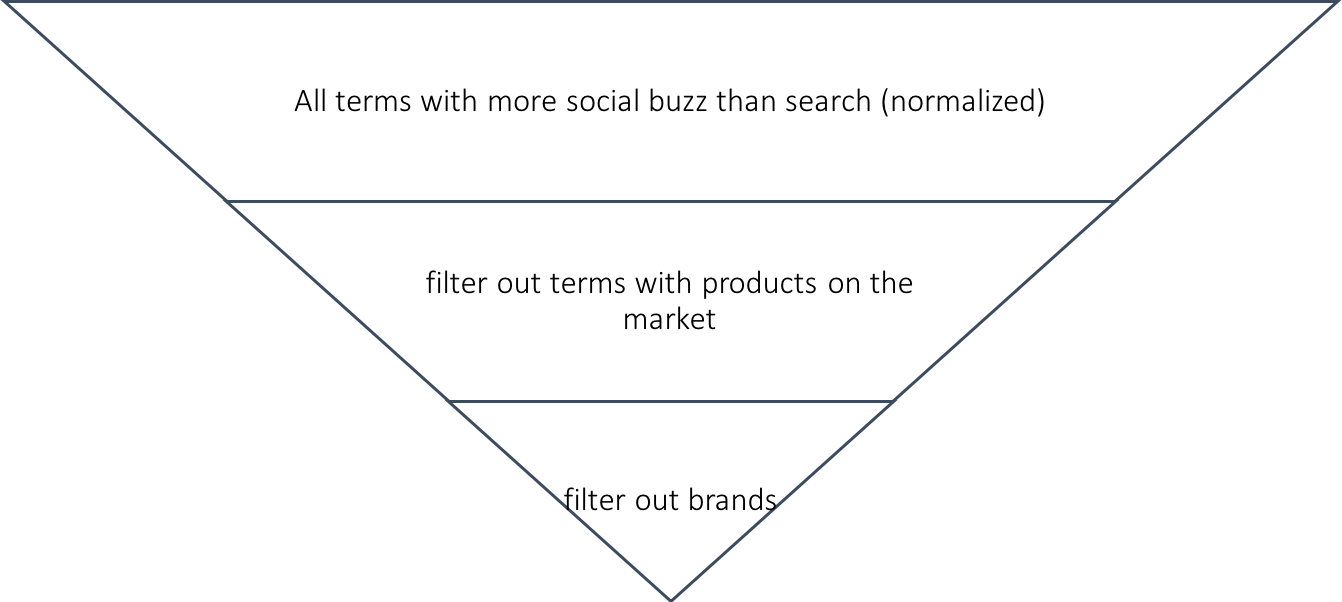 All terms with more social buzz than search (normalized)
filter out terms with products on the
market
filter out brands